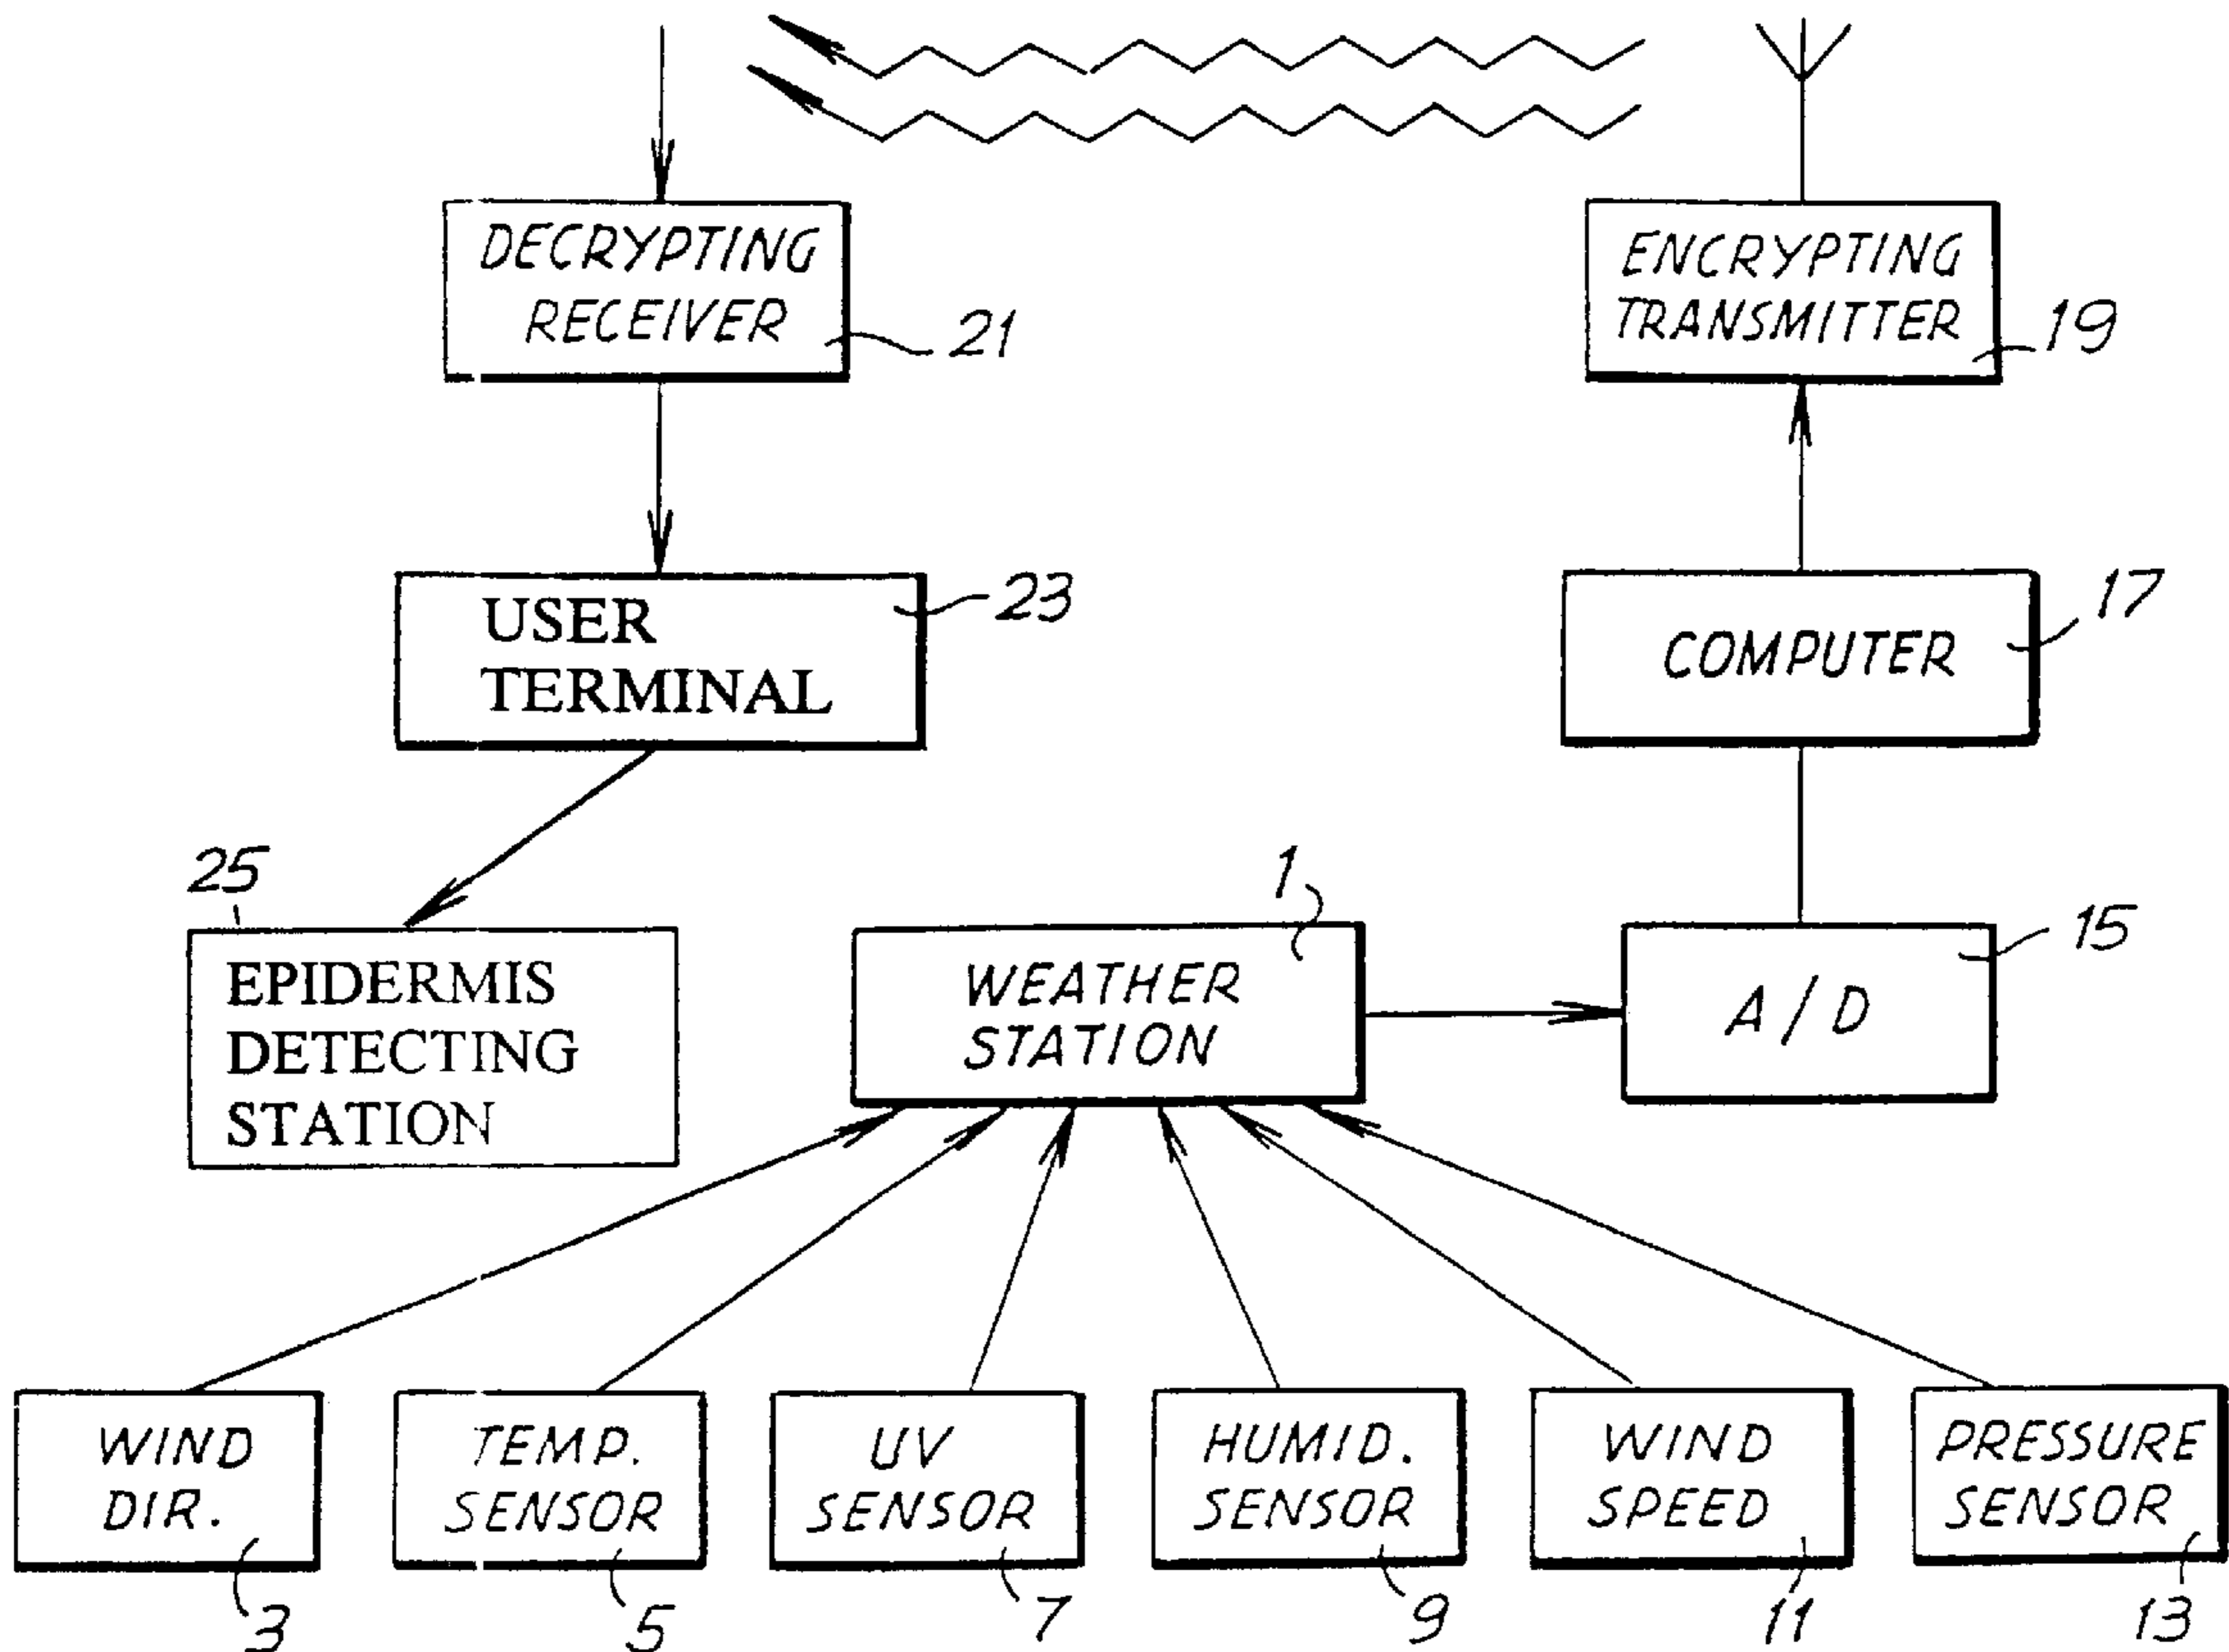 DECRYPTING
RECEIVER
21
ENCRYPTING
TRANSMITTER
19
USER
TERMINAL
23
COMPUTER
17
25
EPIDERMIS
DETECTING
STATION
1
WEATHER
STATION
15
A/D
WIND
DIR.
3
TEMP.
SENSOR
5
UV
SENSOR
7
HUMID.
SENSOR
9
WIND
SPEED
11
PRESSURE
SENSOR
13